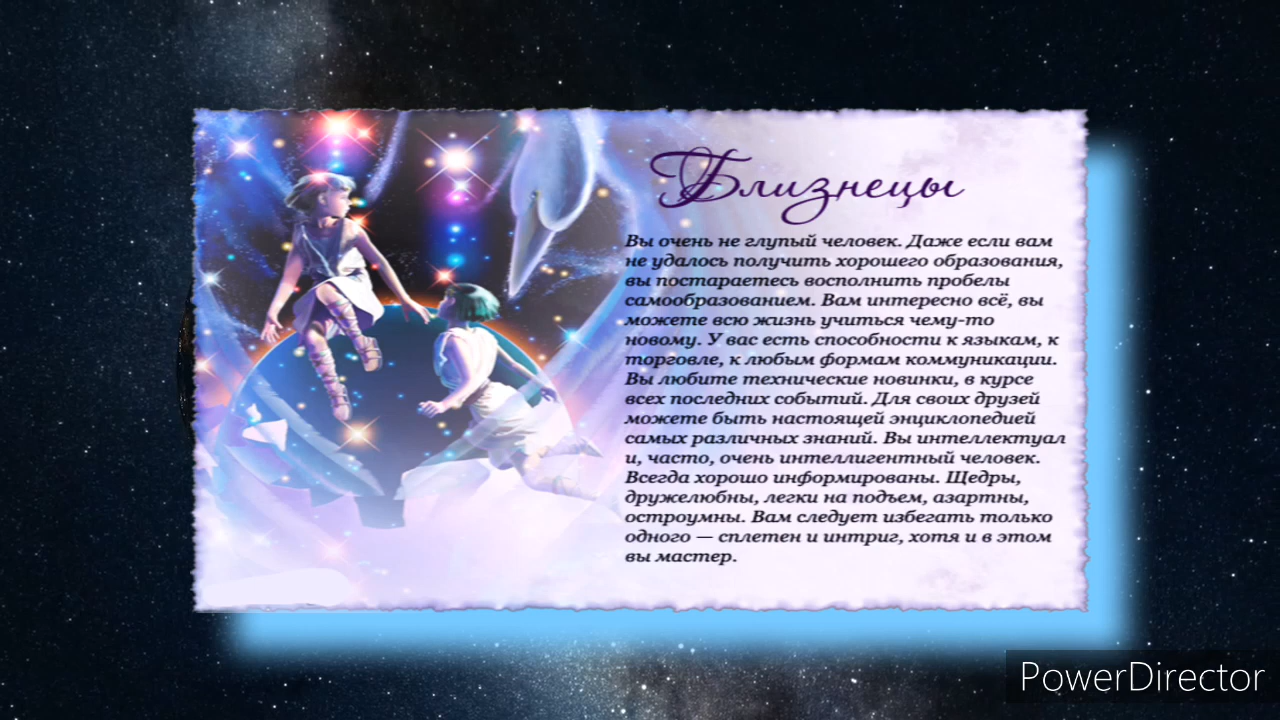 Близнецы
Вы очень не глупый человек. Даже если вам
не удалось получить хорошего образования,
вы постараетесь восполнить пробелы
самообразованием. Вам интересно всё, вы
можете всю жизнь учиться чему-то
новому. У вас есть способности к языкам, к
торговле, к любым формам коммуникации.
Вы любите технические новинки, в курсе
всех последних событий. Для своих друзей
можете быть настоящей энциклопедией
самых различных знаний. Вы интеллектуал
и, часто, очень интеллигентный человек.
Всегда хорошо информированы. Щедры,
дружелюбны, легки на подъем, азартны,
остроумны. Вам следует избегать только
одного — сплетен и интриг, хотя и в этом
вы мастер.
PowerDirector